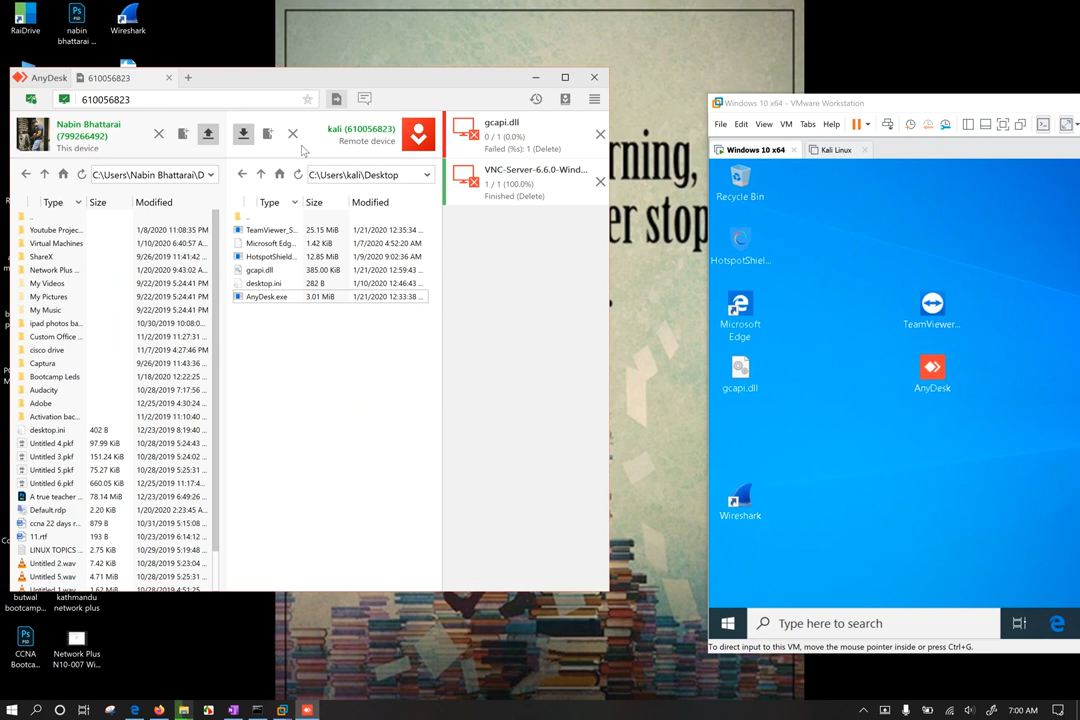 RaiDrive
nabin
bhattarai ...
Wireshark
AnyDesk
610056823
610056823
Nabin Bhattarai
(799266492)
This device
kali (610056823)
Remote device
C:\Users\Nabin Bhattarai\D
C:\Users\kali\Desktop
Type Size Modified
Type Size Modified
..
Youtube Projec... 1/8/2020 11:08:35 PM
Virtual Machines 1/10/2020 6:40:57 A...
ShareX 9/26/2019 11:41:42 ...
Network Plus ... 1/20/2020 9:43:02 A...
My Videos 9/22/2019 5:24:41 P...
My Pictures 9/22/2019 5:24:41 P...
My Music 9/22/2019 5:24:41 P...
ipad photos ba... 10/30/2019 10:08:0...
Custom Office ... 11/2/2019 11:27:31 ...
cisco drive 11/7/2019 4:27:46 P...
Captura 9/26/2019 11:43:36 ...
Bootcamp Leds 1/18/2020 12:22:25 ...
Audacity 10/28/2019 7:17:56 ...
Adobe 12/25/2019 4:30:24 ...
Activation bac... 11/2/2019 11:10:40 ...
desktop.ini 402 B 12/23/2019 8:19:40 ...
Untitled 4.pkf 97.99 KiB 10/28/2019 5:24:43 ...
Untitled 3.pkf 151.24 KiB 10/28/2019 5:24:02 ...
Untitled 5.pkf 75.27 KiB 10/28/2019 5:25:31 ...
Untitled 6.pkf 660.05 KiB 12/25/2019 11:17:4...
A true teacher ... 78.14 MiB 12/23/2019 6:49:26 ...
Default.rdp 2.20 KiB 1/20/2020 2:23:45 A...
ccna 22 days r... 879 B 10/31/2019 5:15:08 ...
11.rtf 193 B 10/23/2019 6:14:12 ...
LINUX TOPICS ... 2.75 KiB 10/29/2019 5:19:48 ...
Untitled 2.wav 7.42 KiB 10/28/2019 5:23:04 ...
Untitled 5.wav 4.71 MiB 10/28/2019 5:25:31 ...
Untitled 1.wav 1.62 MiB 10/28/2019 4:51:25 ...
..
TeamViewer_S... 25.15 MiB 1/21/2020 12:35:34 ...
Microsoft Edg... 1.42 KiB 1/7/2020 4:52:20 AM
HotspotShield... 12.85 MiB 1/9/2020 9:02:36 AM
gcapi.dll 385.00 KiB 1/21/2020 12:59:43 ...
desktop.ini 282 B 1/10/2020 12:46:43 ...
AnyDesk.exe 3.01 MiB 1/21/2020 12:33:38 ...
gcapi.dll
0 / 1 (0.0%)
Failed (%s): 1 (Delete)
VNC-Server-6.6.0-Wind...
1 / 1 (100.0%)
Finished (Delete)
Windows 10 x64 - VMware Workstation
File Edit View VM Tabs Help
Windows 10 x64
Kali Linux
Recycle Bin
HotspotShiel...
Microsoft
Edge
TeamViewer...
gcapi.dll
AnyDesk
Wireshark
Type here to search
To direct input to this VM, move the mouse pointer inside or press Ctrl+G.
butwal
bootcamp...
kathmandu
network plus
CCNA
Bootca...
Network Plus
N10-007 Wi...
7:00 AM